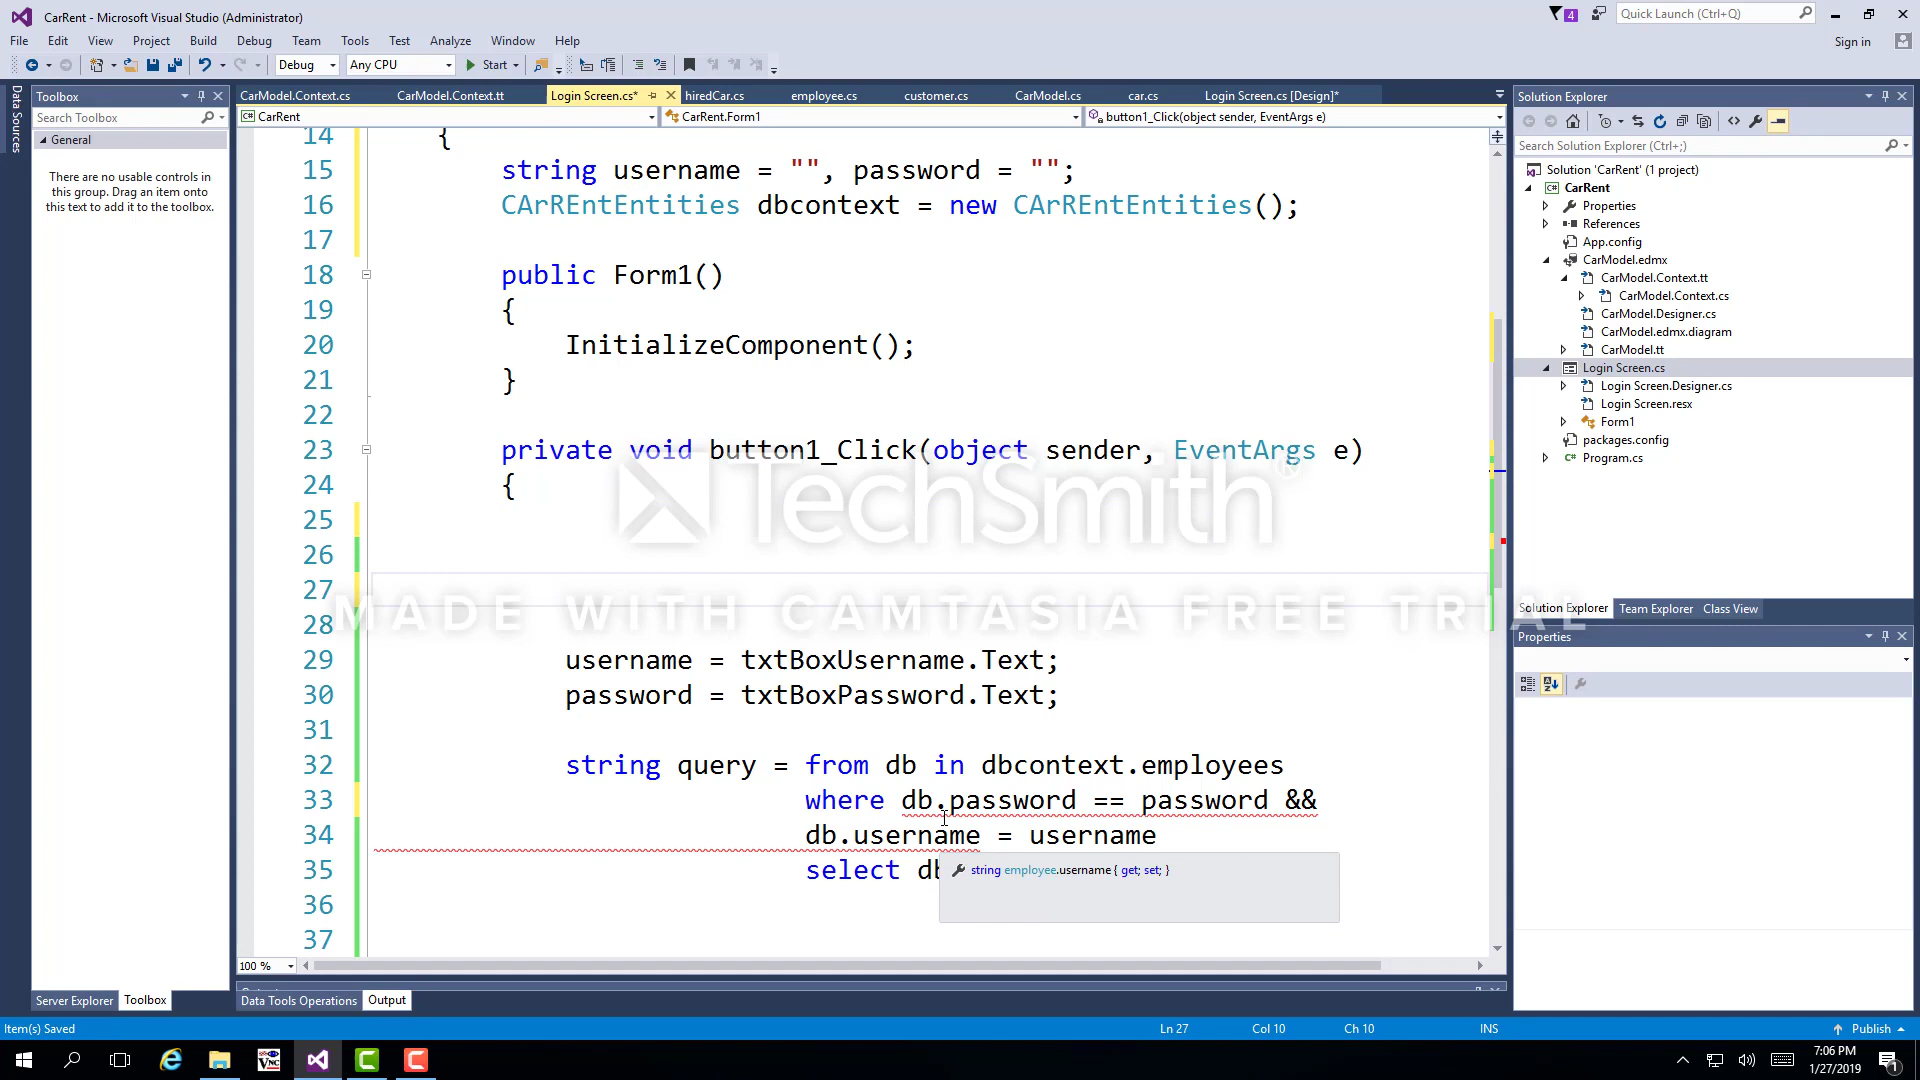 CarRent - Microsoft Visual Studio (Administrator)
4
Quick Launch (Ctrl+Q)
File Edit View Project Build Debug Team Tools Test Analyze Window Help
Sign in
Debug Any CPU Start
Data Sources
Toolbox
Search Toolbox
General
There are no usable controls in
this group. Drag an item onto
this text to add it to the toolbox.
Server Explorer Toolbox
CarModel.Context.cs CarModel.Context.tt Login Screen.cs* hiredCar.cs employee.cs customer.cs CarModel.cs car.cs Login Screen.cs [Design]*
CarRent CarRent.Form1 button1_Click(object sender, EventArgs e)
14 {
15 string username = "", password = "";
16 CArREntEntities dbcontext = new CArREntEntities();
17
18 public Form1()
19 {
20 InitializeComponent();
21 }
22
23 private void button1_Click(object sender, EventArgs e)
24 {
25
26
27
28
29 username = txtBoxUsername.Text;
30 password = txtBoxPassword.Text;
31
32 string query = from db in dbcontext.employees
33 where db.password == password &&
34 db.username = username
35 select db
36
37
string employee.username { get; set; }
TechSmith®
MADE WITH CAMTASIA FREE TRIAL
100 %
Data Tools Operations Output
Solution Explorer
Search Solution Explorer (Ctrl+;)
Solution 'CarRent' (1 project)
CarRent
Properties
References
App.config
CarModel.edmx
CarModel.Context.tt
CarModel.Context.cs
CarModel.Designer.cs
CarModel.edmx.diagram
CarModel.tt
Login Screen.cs
Login Screen.Designer.cs
Login Screen.resx
Form1
packages.config
Program.cs
Solution Explorer Team Explorer Class View
Properties
Item(s) Saved Ln 27 Col 10 Ch 10 INS Publish
7:06 PM
1/27/2019
1